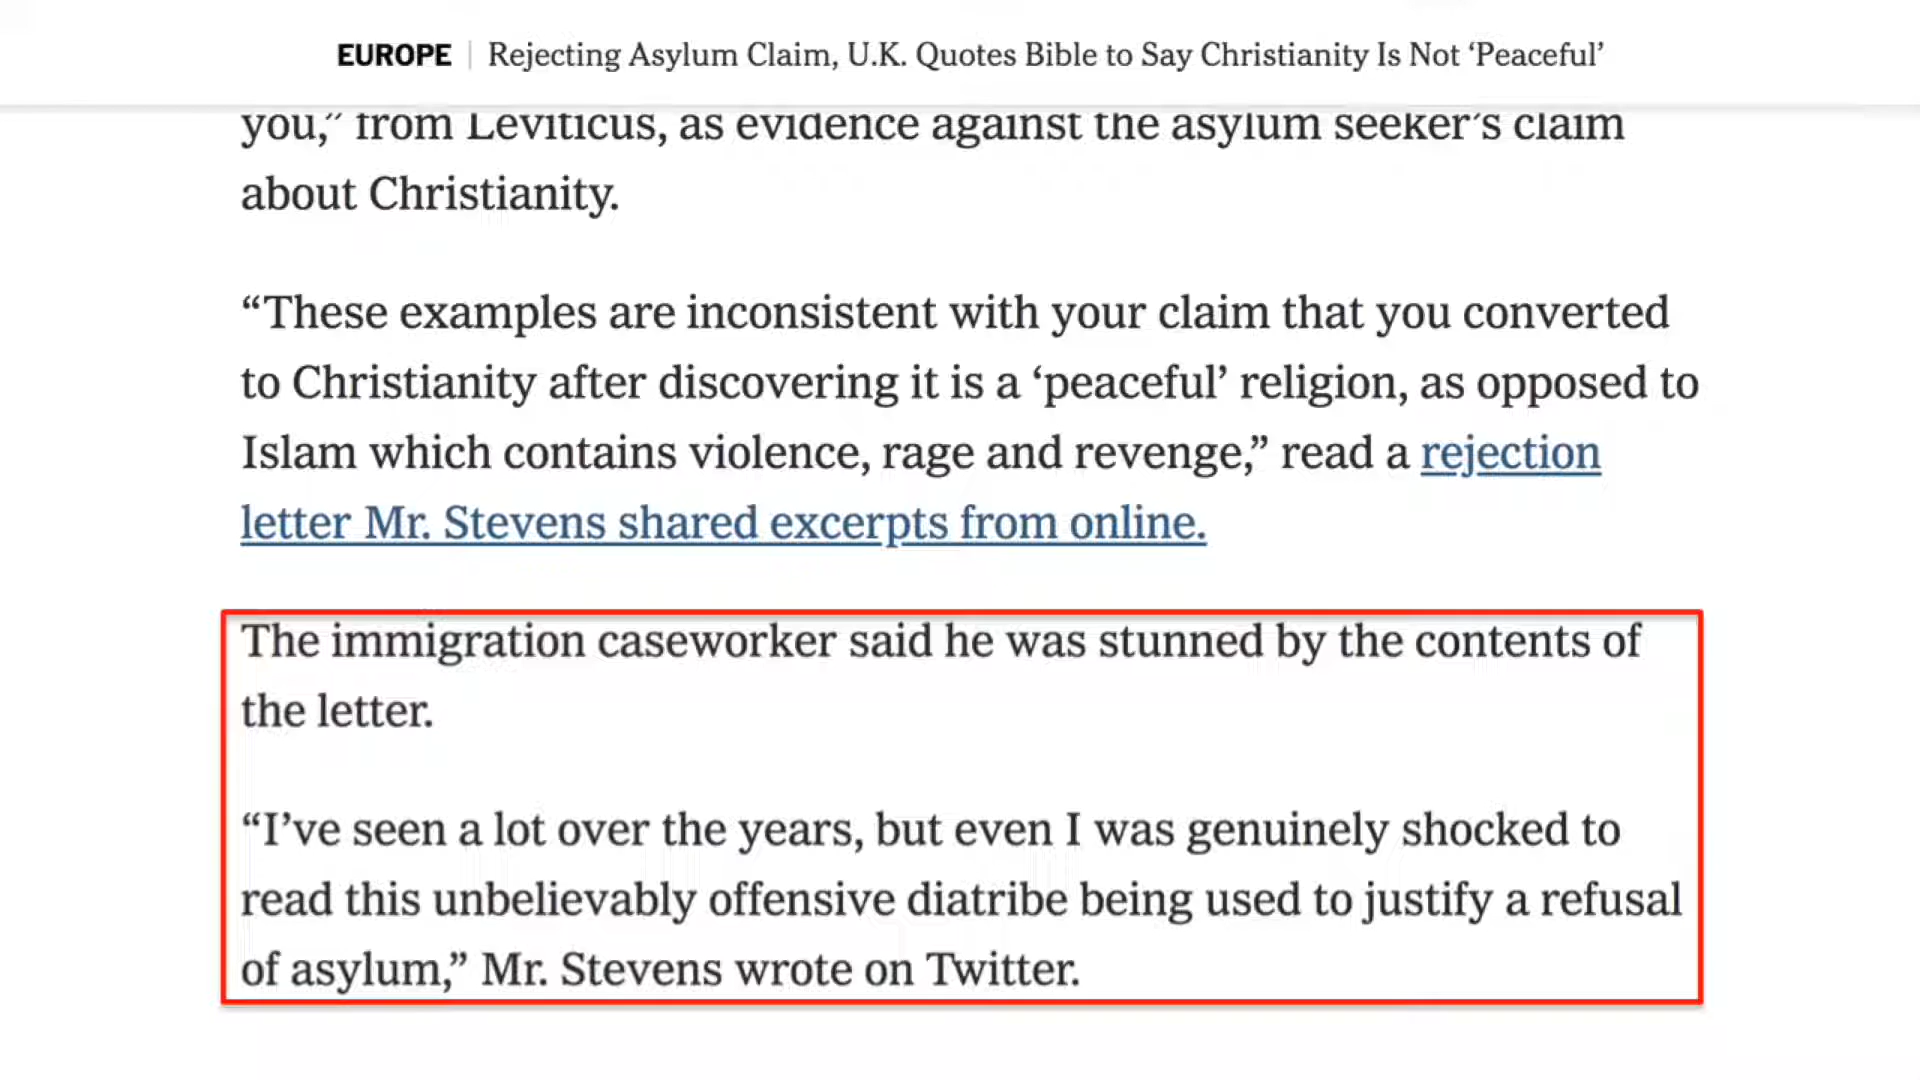 EUROPE | Rejecting Asylum Claim, U.K. Quotes Bible to Say Christianity Is Not ‘Peaceful’
you,” from Leviticus, as evidence against the asylum seeker’s claim
about Christianity.
“These examples are inconsistent with your claim that you converted
to Christianity after discovering it is a ‘peaceful’ religion, as opposed to
Islam which contains violence, rage and revenge,” read a rejection
letter Mr. Stevens shared excerpts from online.
The immigration caseworker said he was stunned by the contents of
the letter.
“I’ve seen a lot over the years, but even I was genuinely shocked to
read this unbelievably offensive diatribe being used to justify a refusal
of asylum,” Mr. Stevens wrote on Twitter.